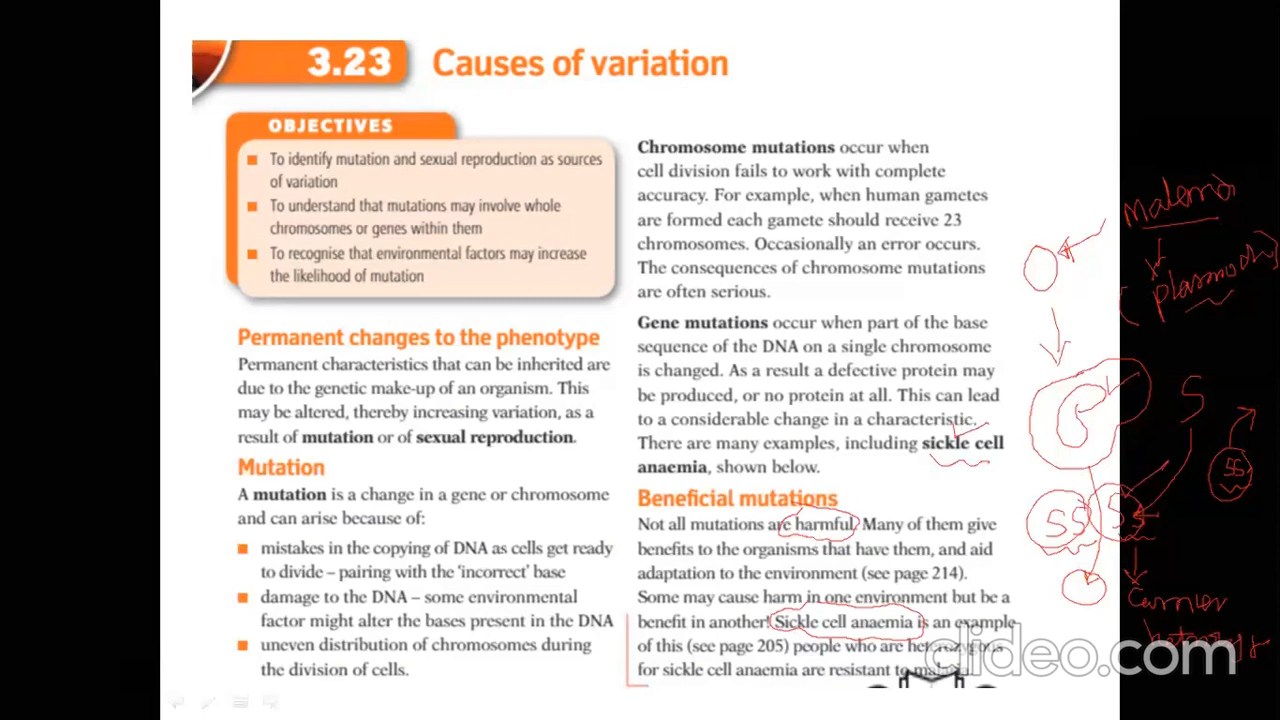 3.23 Causes of variation
OBJECTIVES
To identify mutation and sexual reproduction as sources
of variation
To understand that mutations may involve whole
chromosomes or genes within them
To recognise that environmental factors may increase
the likelihood of mutation
Permanent changes to the phenotype
Permanent characteristics that can be inherited are
due to the genetic make-up of an organism. This
may be altered, thereby increasing variation, as a
result of mutation or of sexual reproduction.
Mutation
A mutation is a change in a gene or chromosome
and can arise because of:
mistakes in the copying of DNA as cells get ready
to divide – pairing with the 'incorrect' base
damage to the DNA – some environmental
factor might alter the bases present in the DNA
uneven distribution of chromosomes during
the division of cells.
Chromosome mutations occur when
cell division fails to work with complete
accuracy. For example, when human gametes
are formed each gamete should receive 23
chromosomes. Occasionally an error occurs.
The consequences of chromosome mutations
are often serious.
Gene mutations occur when part of the base
sequence of the DNA on a single chromosome
is changed. As a result a defective protein may
be produced, or no protein at all. This can lead
to a considerable change in a characteristic.
There are many examples, including sickle cell
anaemia, shown below.
Beneficial mutations
Not all mutations are harmful. Many of them give
benefits to the organisms that have them, and aid
adaptation to the environment (see page 214).
Some may cause harm in one environment but be a
benefit in another! Sickle cell anaemia is an example
of this (see page 205) people who are heterozygous
for sickle cell anaemia are resistant to
S
SS
SS
clideo.com